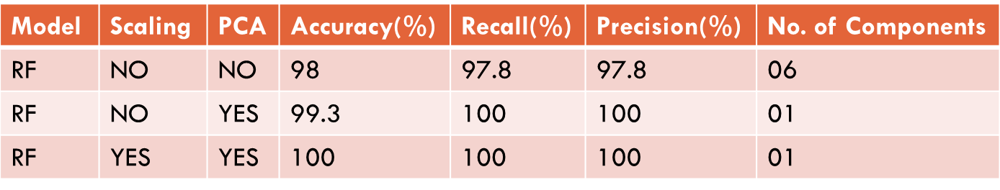 Model Scaling PCA Accuracy(%) Recall(%) Precision(%) No. of Components
RF NO NO 98 97.8 97.8 06
RF NO YES 99.3 100 100 01
RF YES YES 100 100 100 01